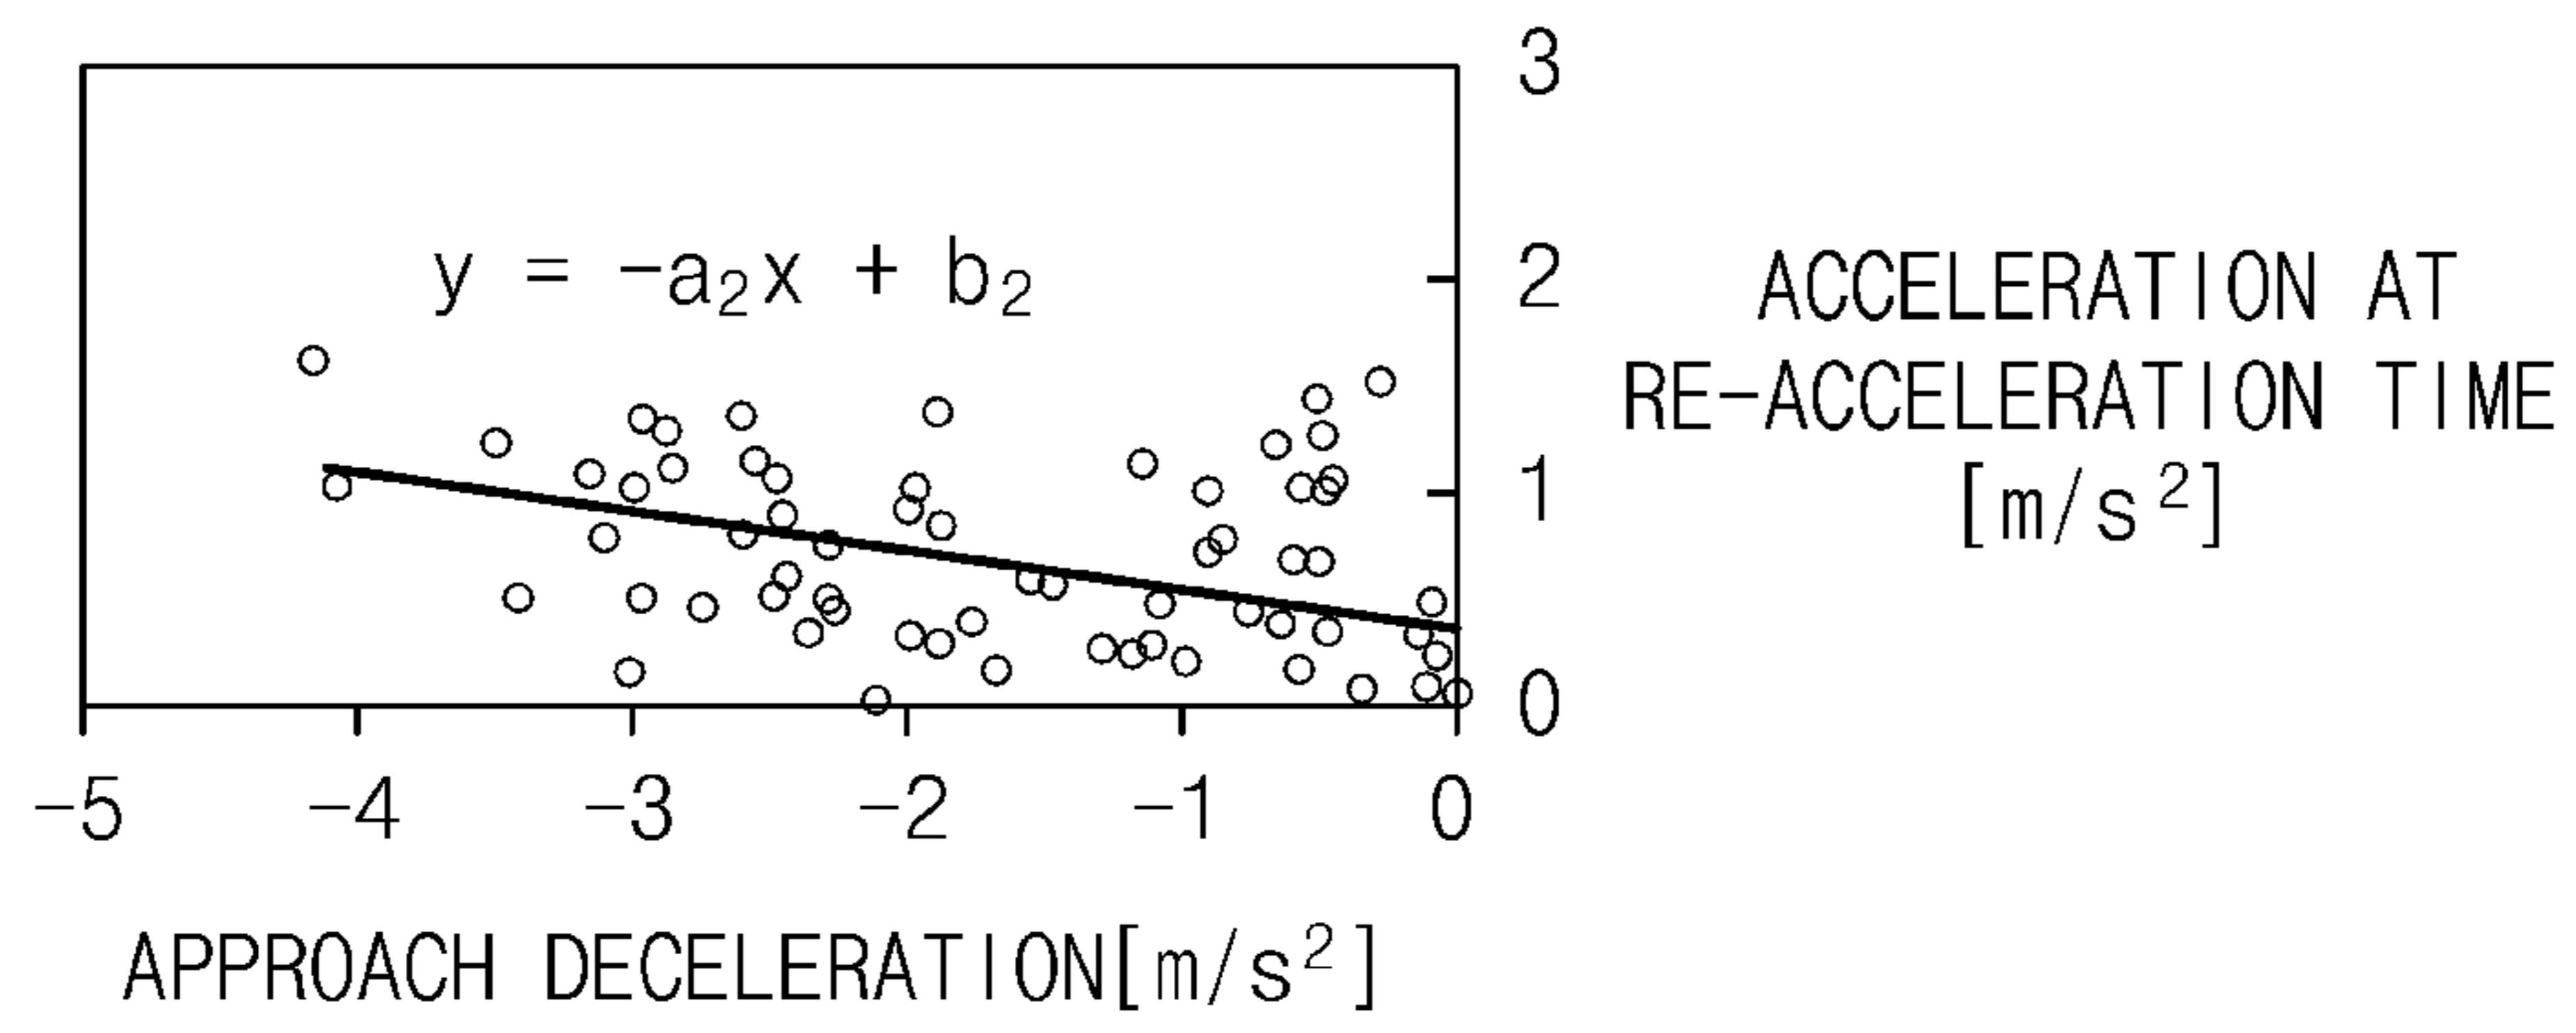 3
y = -a₂x + b₂
2
ACCELERATION AT
RE-ACCELERATION TIME
[m/s²]
1
0
-5 -4 -3 -2 -1 0
APPROACH DECELERATION[m/s²]